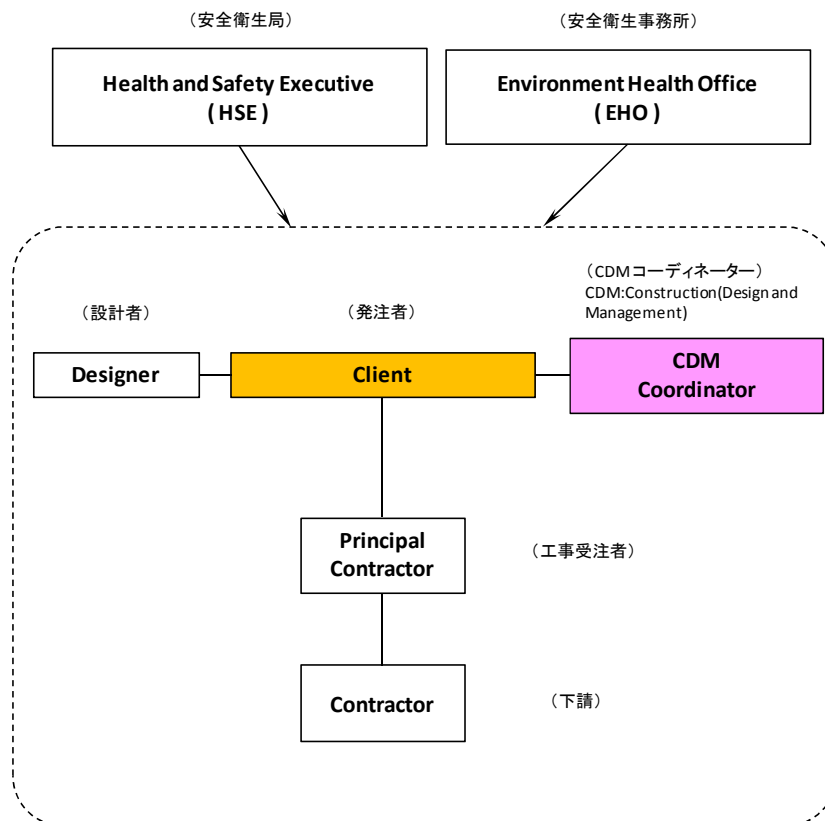 （安全衛生局）
（安全衛生事務所）
Health and Safety Executive
( HSE )
Environment Health Office
( EHO )
（CDMコーディネーター）
CDM:Construction(Design and
Management)
（設計者）
（発注者）
Designer
Client
CDM
Coordinator
Principal
Contractor
（工事受注者）
Contractor
（下請）